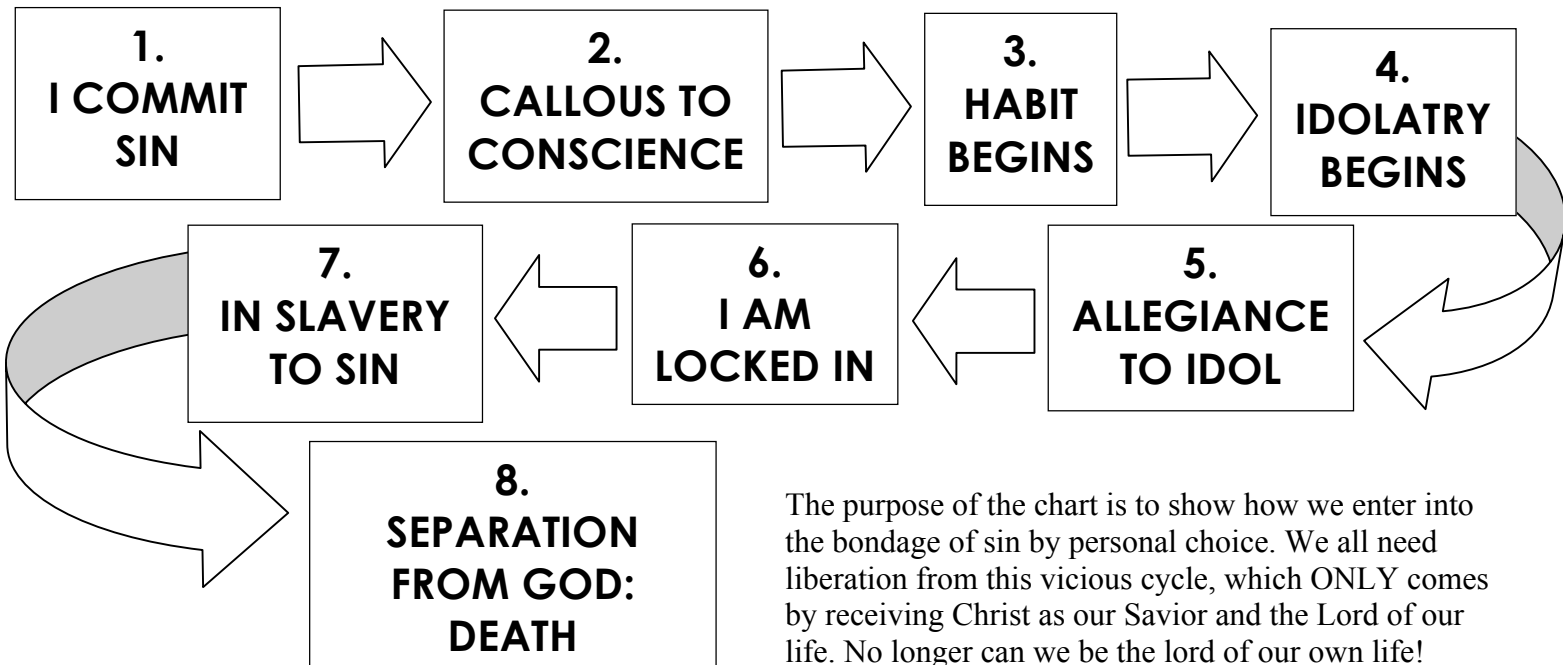 1.
I COMMIT
SIN
2.
CALLOUS TO
CONSCIENCE
3.
HABIT
BEGINS
4.
IDOLATRY
BEGINS
5.
ALLEGIANCE
TO IDOL
6.
I AM
LOCKED IN
7.
IN SLAVERY
TO SIN
8.
SEPARATION
FROM GOD:
DEATH
The purpose of the chart is to show how we enter into
the bondage of sin by personal choice. We all need
liberation from this vicious cycle, which ONLY comes
by receiving Christ as our Savior and the Lord of our
life. No longer can we be the lord of our own life!